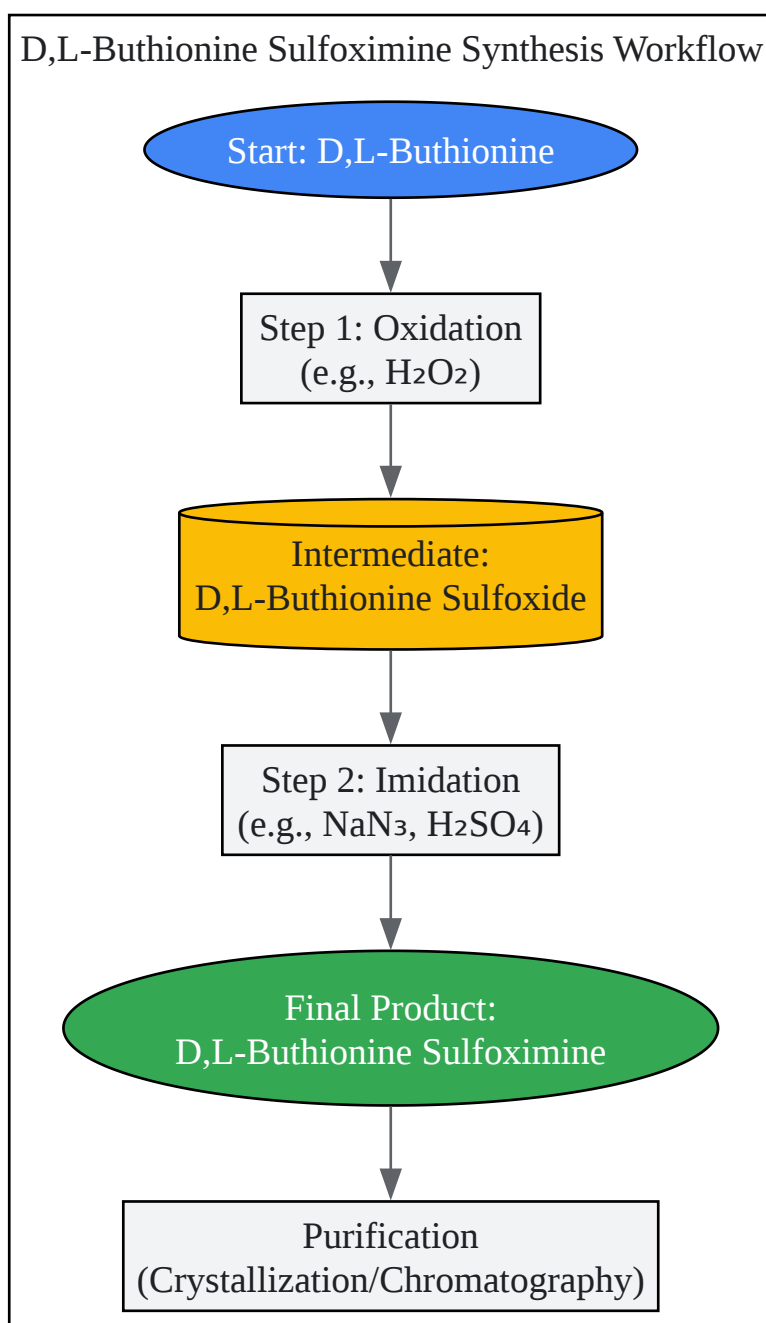 D,L-Buthionine Sulfoximine Synthesis Workflow
Start: D,L-Buthionine
Step 1: Oxidation
(e.g., H₂O₂)
Intermediate:
D,L-Buthionine Sulfoxide
Step 2: Imidation
(e.g., NaN₃, H₂SO₄)
Final Product:
D,L-Buthionine Sulfoximine
Purification
(Crystallization/Chromatography)